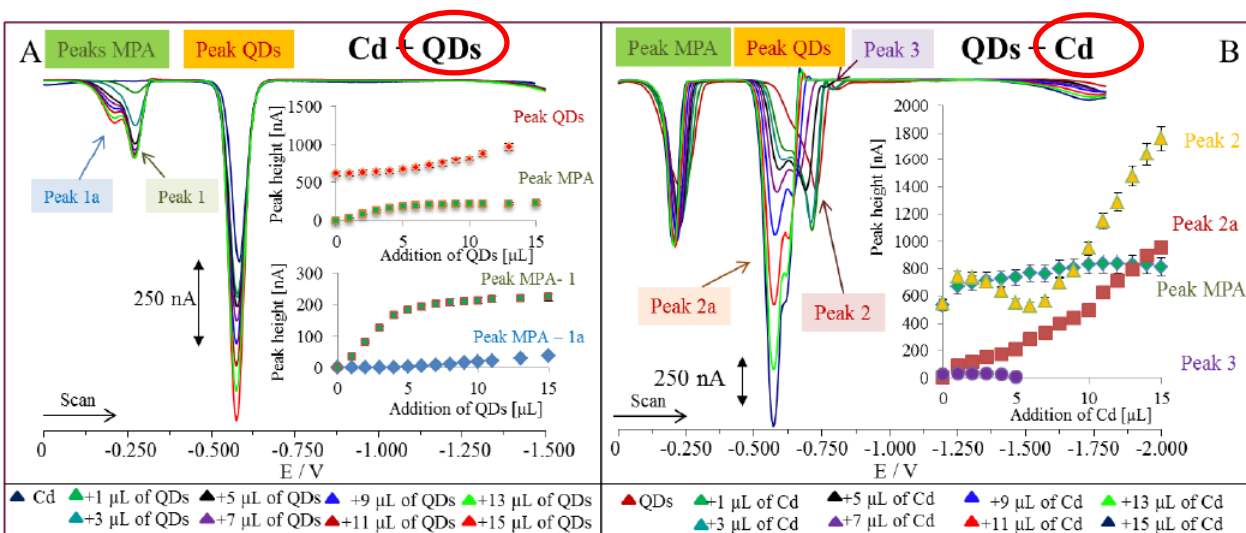 A
Peaks MPA
Peak QDs
Cd + QDs
Peak 1a
Peak 1
250 nA
Scan
Peak height [nA]
1500
1000
500
0
Peak QDs
Peak MPA
0 5 10 15
Addition of QDs [µL]
Peak height [nA]
300
200
100
0
Peak MPA- 1
Peak MPA – 1a
0 5 10 15
Addition of QDs [µL]
0 -0.250 -0.500 -0.750 -1.000 -1.250 -1.500
E / V
Cd +1 µL of QDs +5 µL of QDs +9 µL of QDs +13 µL of QDs
+3 µL of QDs +7 µL of QDs +11 µL of QDs +15 µL of QDs
B
Peak MPA
Peak QDs
Peak 3
QDs + Cd
Peak 2a
Peak 2
250 nA
Scan
Peak height [nA]
2000
1800
1600
1400
1200
1000
800
600
400
200
0
Peak 2
Peak 2a
Peak MPA
Peak 3
0 5 10 15
Addition of Cd [µL]
0 -0.250 -0.500 -0.750 -1.000 -1.250 -1.500 -1.750 -2.000
E / V
QDs +1 µL of Cd +5 µL of Cd +9 µL of Cd +13 µL of Cd
+3 µL of Cd +7 µL of Cd +11 µL of Cd +15 µL of Cd